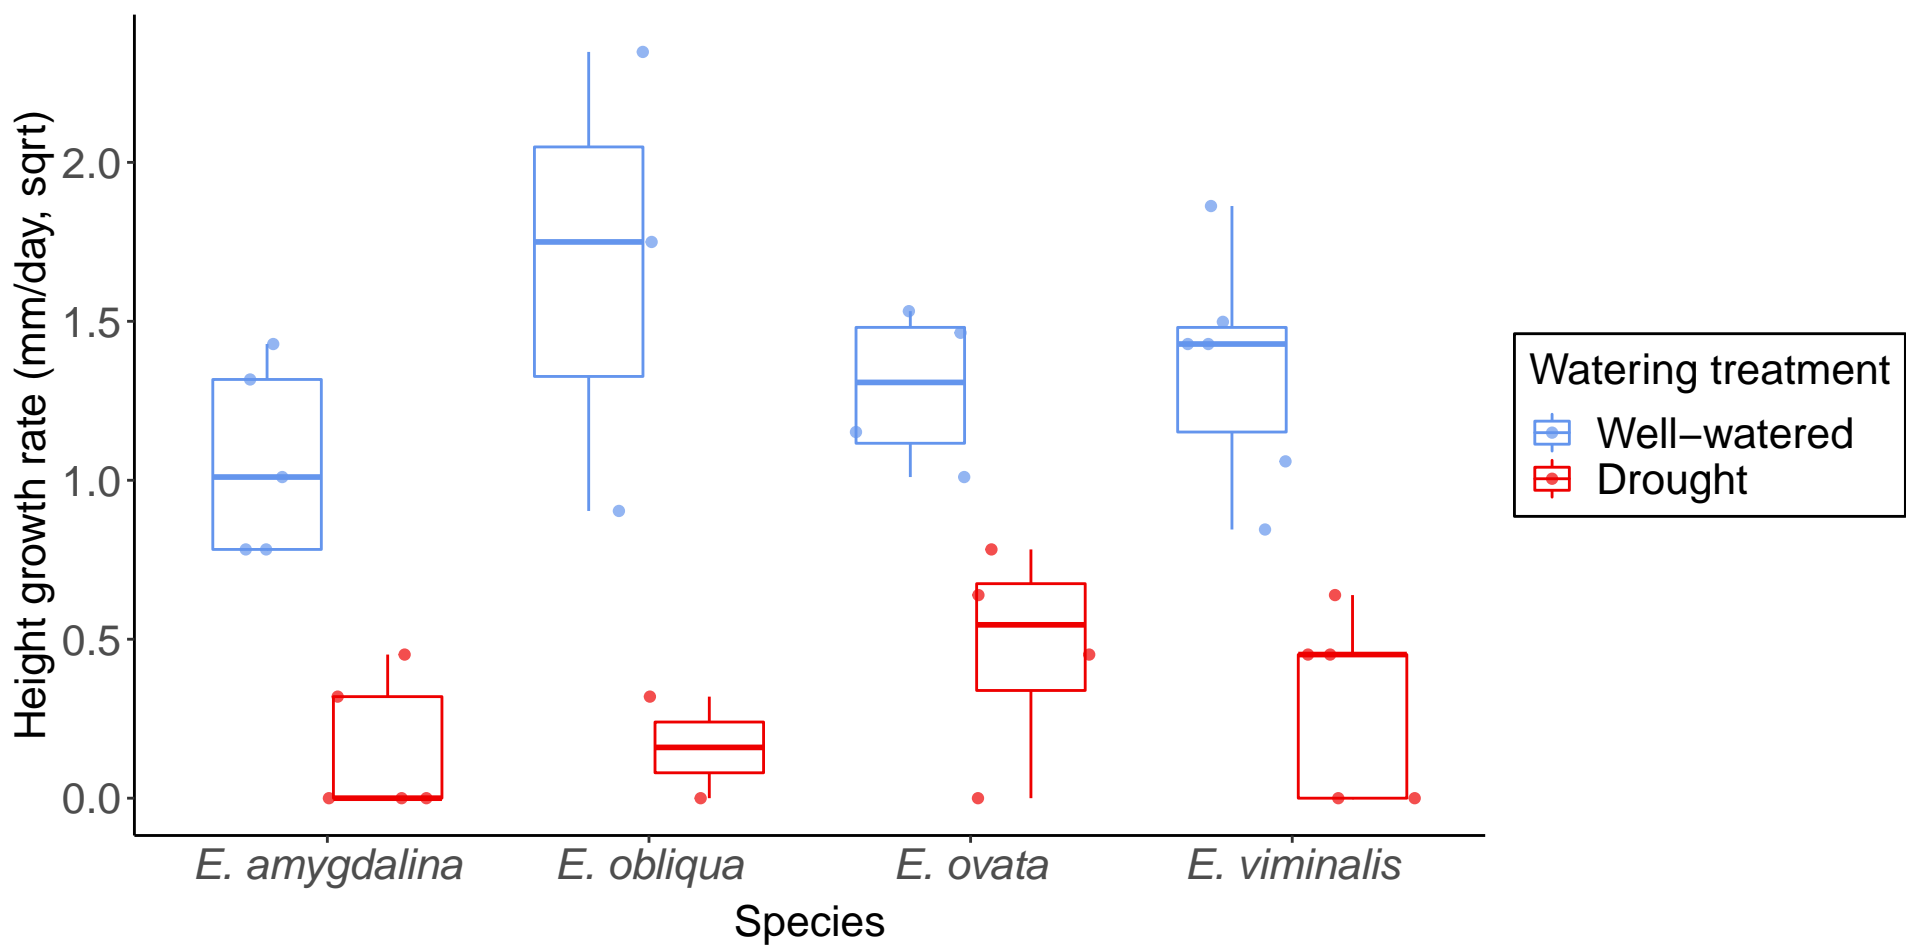 Height growth rate (mm/day, sqrt)
2.0
1.5
1.0
0.5
0.0
E. amygdalina
E. obliqua
E. ovata
E. viminalis
Species
Watering treatment
Well−watered
Drought